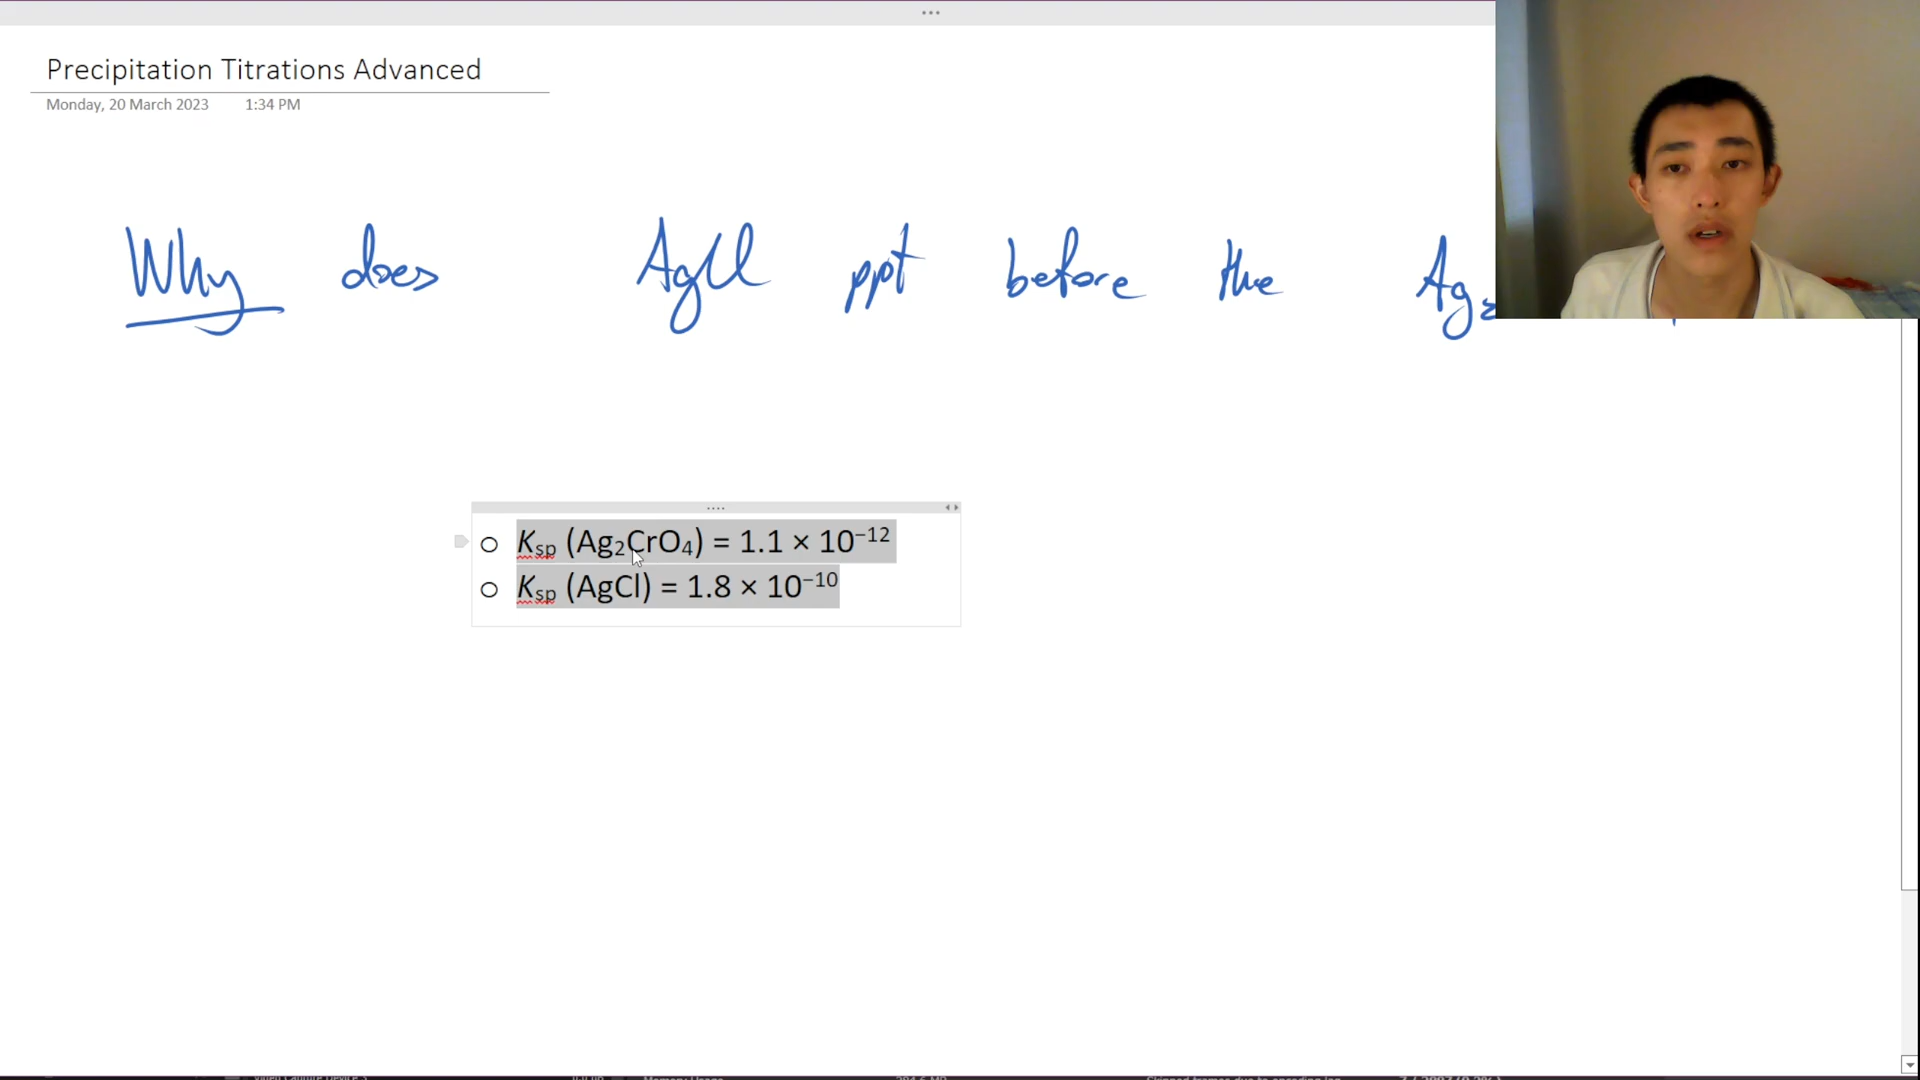 Precipitation Titrations Advanced
Monday, 20 March 2023 1:34 PM
Why does AgCl ppt before the Ag₂
Ksp (Ag₂CrO₄) = 1.1 × 10⁻¹²
Ksp (AgCl) = 1.8 × 10⁻¹⁰